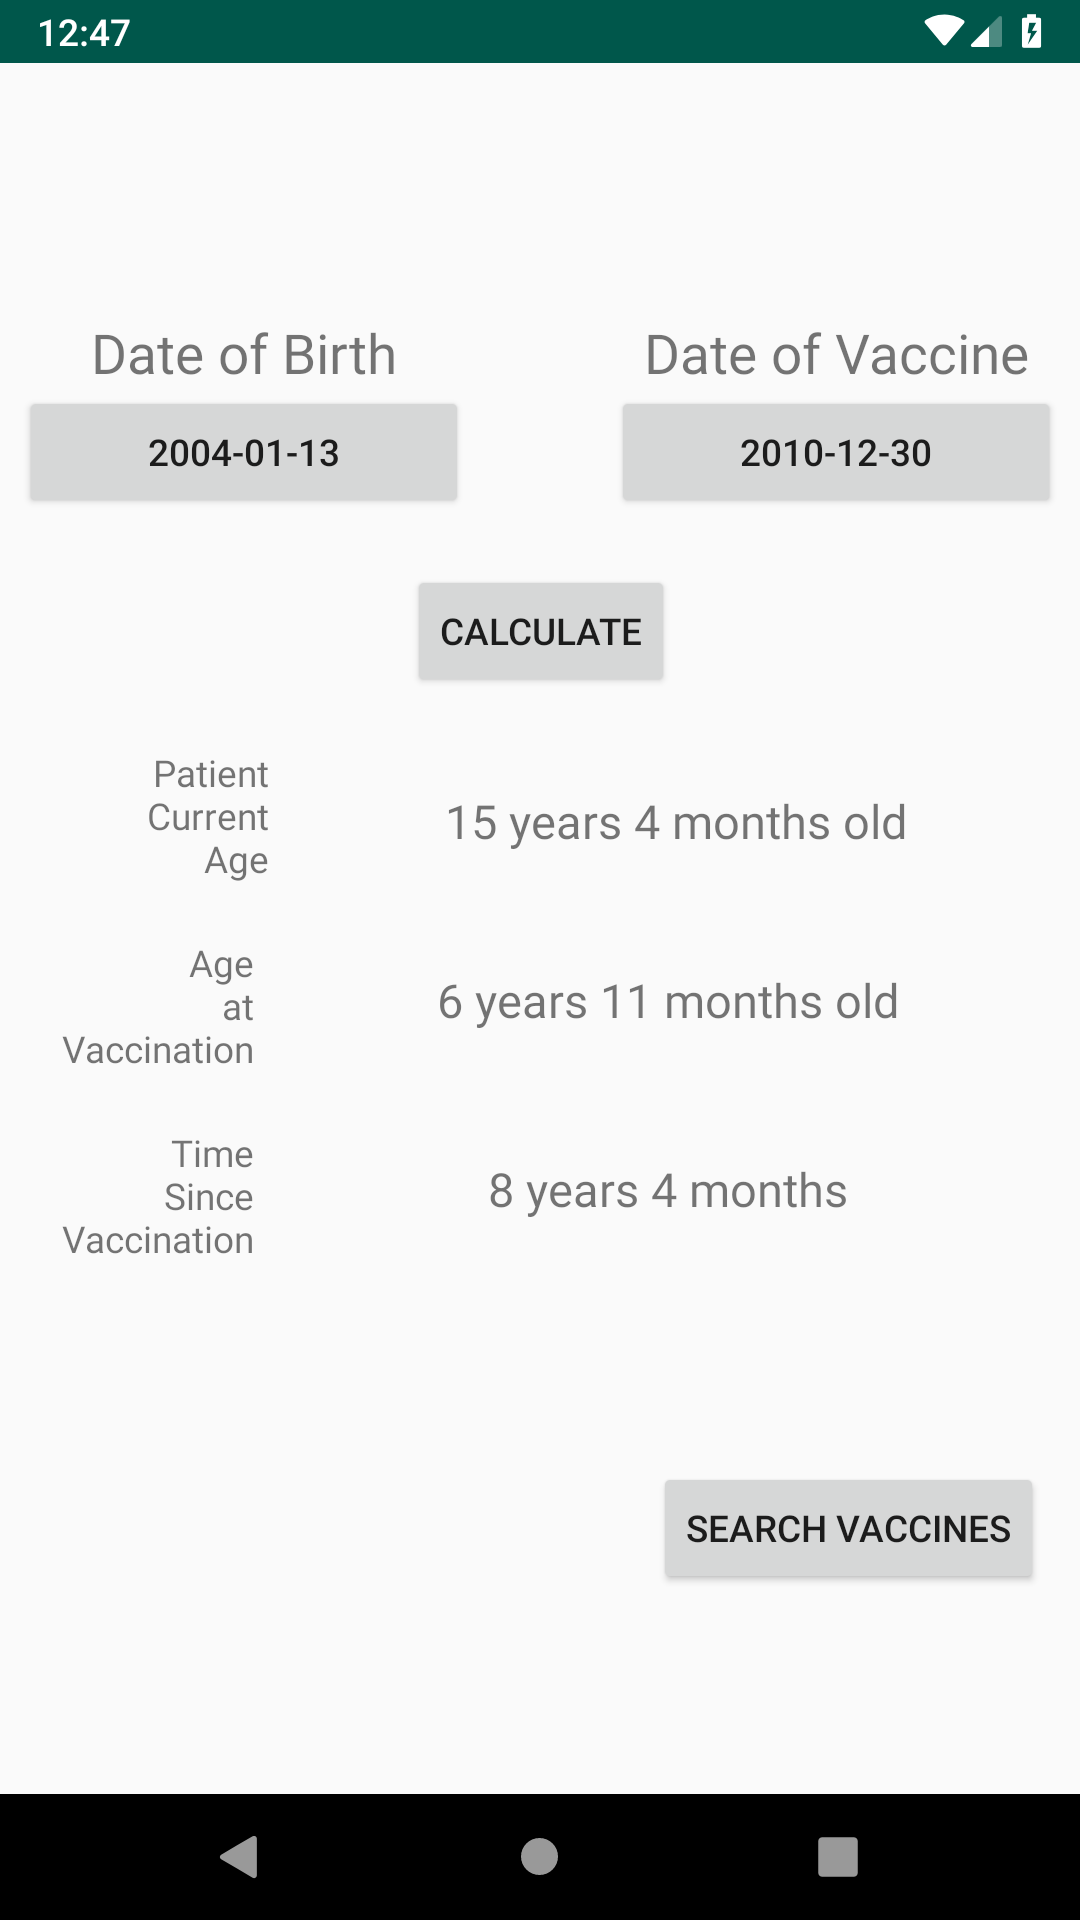 12:47
Date of Birth
Date of Vaccine
2004-01-13
2010-12-30
CALCULATE
Patient
Current
Age
15 years 4 months old
Age
at
Vaccination
6 years 11 months old
Time
Since
Vaccination
8 years 4 months
SEARCH VACCINES